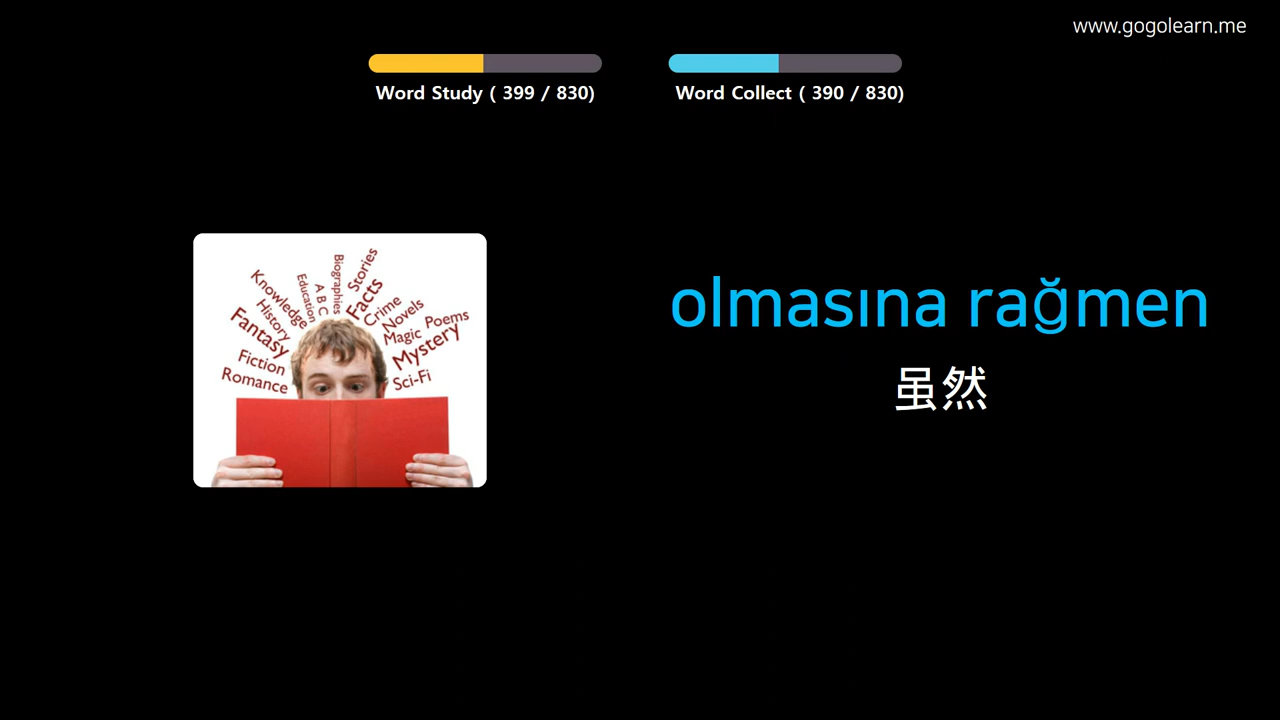 www.gogolearn.me
Word Study ( 399 / 830)
Word Collect ( 390 / 830)
Knowledge
History
Fantasy
Fiction
Romance
Education
A B C
Biographies
Stories
Facts
Crime
Novels
Magic
Poems
Mystery
Sci-Fi
olmasına rağmen
虽然